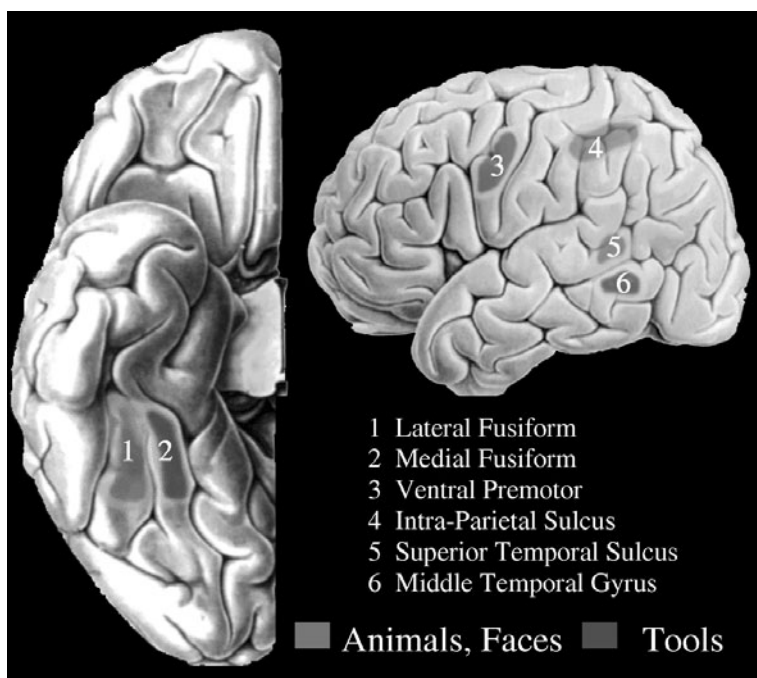 3
4
5
6
1 2
1 Lateral Fusiform
2 Medial Fusiform
3 Ventral Premotor
4 Intra-Parietal Sulcus
5 Superior Temporal Sulcus
6 Middle Temporal Gyrus
Animals, Faces Tools